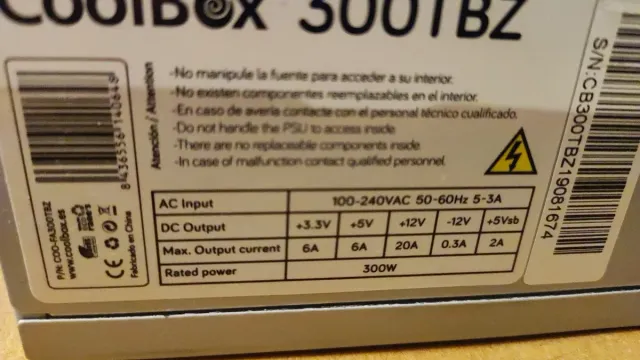 CoolBox 300TBZ
Atención / Attention
-No manipule la fuente para acceder a su interior.
-No existen componentes reemplazables en el interior.
-En caso de avería contacte con el personal técnico cualificado.
-Do not handle the PSU to access inside
-There are no replaceable components inside.
-In case of malfunction contact qualified personnel.
8436556140648
P/N: COO-FA300TBZ
www.coolbox.es
CE
Fabricado en China
AC Input 100-240VAC 50-60Hz 5-3A
DC Output +3.3V +5V +12V -12V +5Vsb
Max. Output current 6A 6A 20A 0.3A 2A
Rated power 300W
S/N:CB300TBZ19081674